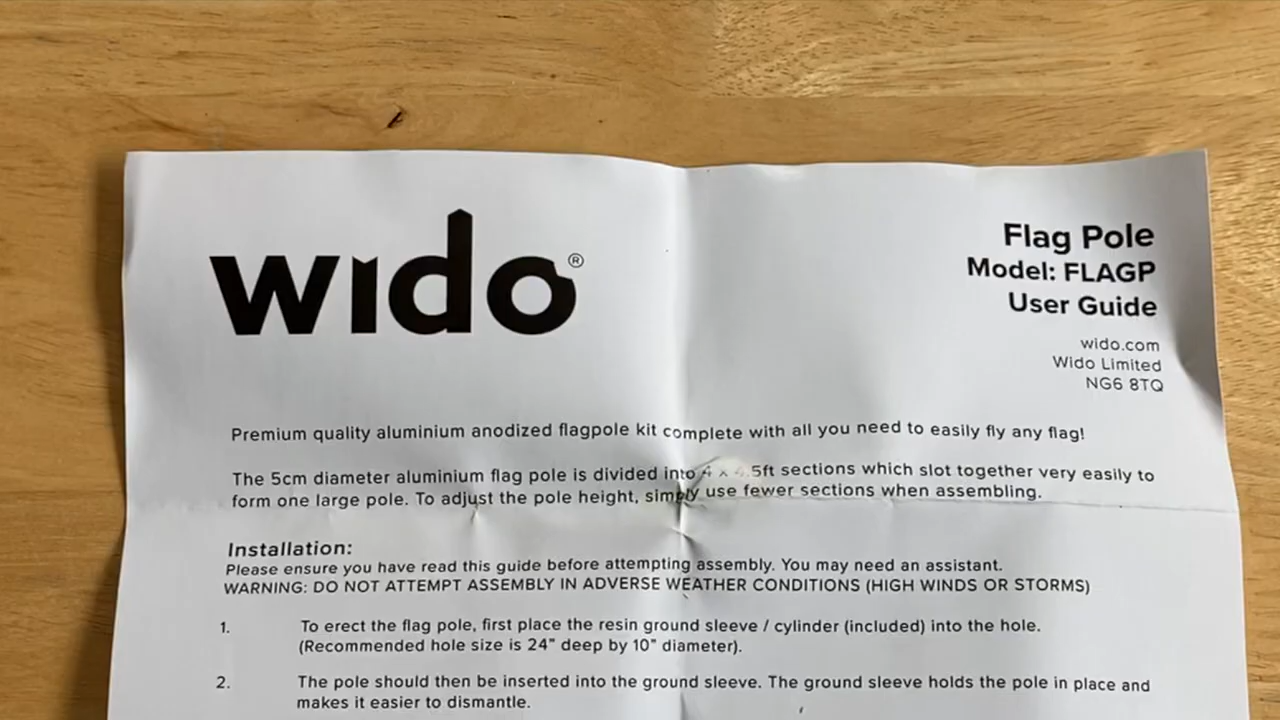 wido®
Flag Pole
Model: FLAGP
User Guide
wido.com
Wido Limited
NG6 8TQ
Premium quality aluminium anodized flagpole kit complete with all you need to easily fly any flag!
The 5cm diameter aluminium flag pole is divided into 4 x 4.5ft sections which slot together very easily to
form one large pole. To adjust the pole height, simply use fewer sections when assembling.
Installation:
Please ensure you have read this guide before attempting assembly. You may need an assistant.
WARNING: DO NOT ATTEMPT ASSEMBLY IN ADVERSE WEATHER CONDITIONS (HIGH WINDS OR STORMS)
1. To erect the flag pole, first place the resin ground sleeve / cylinder (included) into the hole.
(Recommended hole size is 24" deep by 10" diameter).
2. The pole should then be inserted into the ground sleeve. The ground sleeve holds the pole in place and
makes it easier to dismantle.